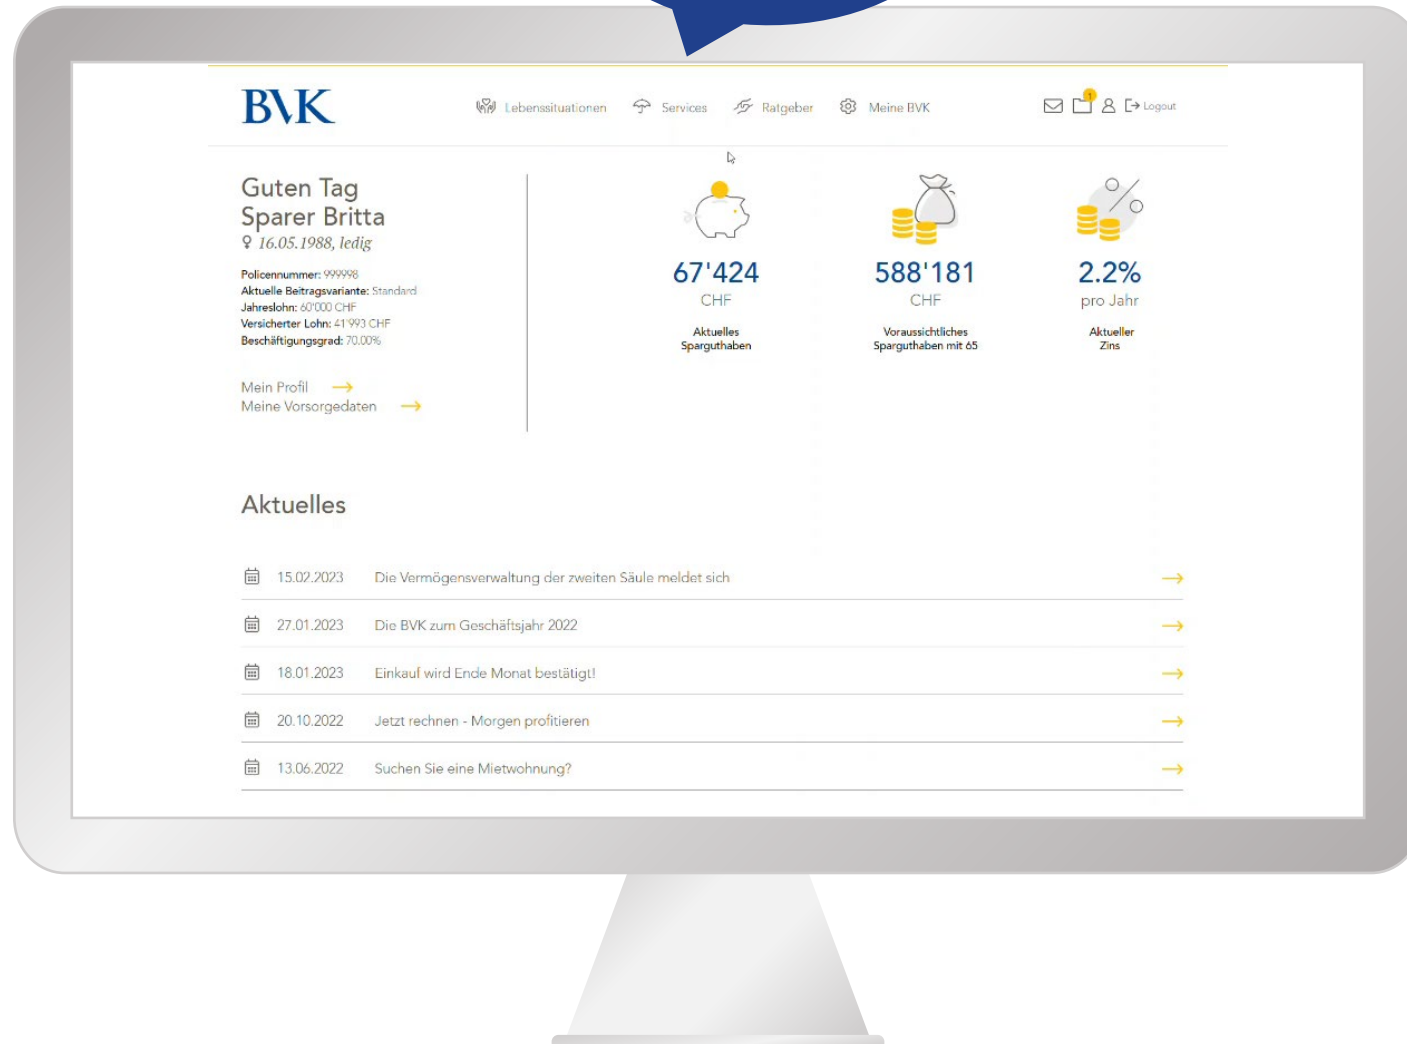 BVK
Lebenssituationen
Services
Ratgeber
Meine BVK
1
Logout
Guten Tag
Sparer Britta
16.05.1988, ledig
Policennummer: 999998
Aktuelle Beitragsvariante: Standard
Jahreslohn: 60'000 CHF
Versicherter Lohn: 41'993 CHF
Beschäftigungsgrad: 70.00%
Mein Profil
Meine Vorsorgedaten
67'424
CHF
Aktuelles
Sparguthaben
588'181
CHF
Voraussichtliches
Sparguthaben mit 65
2.2%
pro Jahr
Aktueller
Zins
Aktuelles
15.02.2023 Die Vermögensverwaltung der zweiten Säule meldet sich
27.01.2023 Die BVK zum Geschäftsjahr 2022
18.01.2023 Einkauf wird Ende Monat bestätigt!
20.10.2022 Jetzt rechnen - Morgen profitieren
13.06.2022 Suchen Sie eine Mietwohnung?